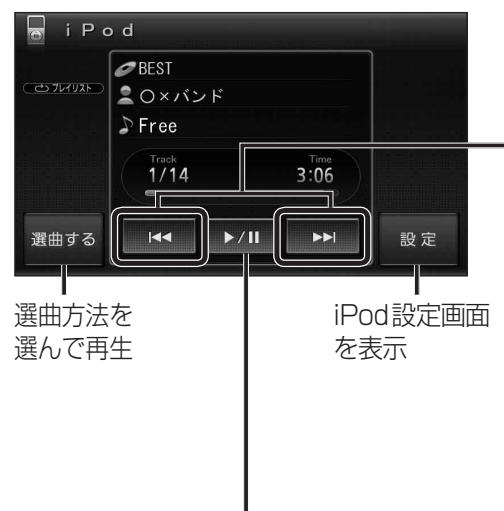 iPod
BEST
プレイリスト
○×バンド
Free
Track
Time
1/14
3:06
選曲する
設定
選曲方法を
選んで再生
iPod設定画面
を表示